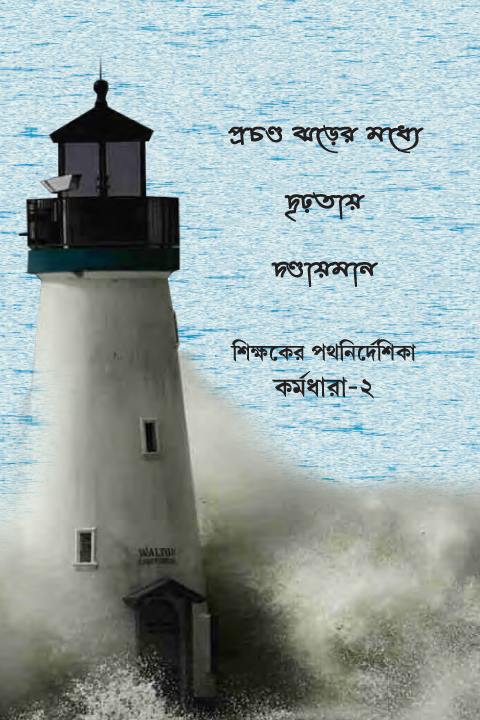 প্রচণ্ড ঝড়ের মধ্যে
দৃঢ়তায়
দণ্ডায়মান
শিক্ষকের পথনির্দেশিকা
কর্মধারা-২
WALTON